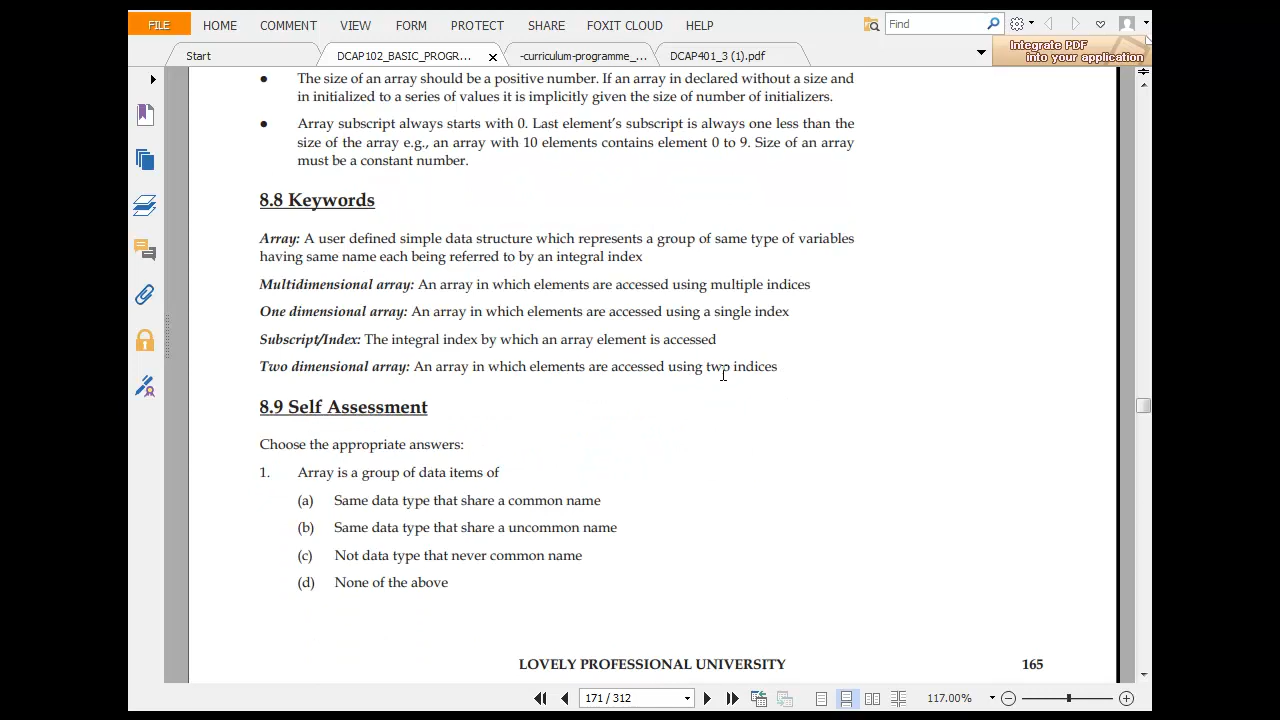 FILE HOME COMMENT VIEW FORM PROTECT SHARE FOXIT CLOUD HELP Find
Start DCAP102_BASIC_PROGR... -curriculum-programme_... DCAP401_3 (1).pdf Integrate PDF
into your application
● The size of an array should be a positive number. If an array in declared without a size and
in initialized to a series of values it is implicitly given the size of number of initializers.
● Array subscript always starts with 0. Last element's subscript is always one less than the
size of the array e.g., an array with 10 elements contains element 0 to 9. Size of an array
must be a constant number.
8.8 Keywords
Array: A user defined simple data structure which represents a group of same type of variables
having same name each being referred to by an integral index
Multidimensional array: An array in which elements are accessed using multiple indices
One dimensional array: An array in which elements are accessed using a single index
Subscript/Index: The integral index by which an array element is accessed
Two dimensional array: An array in which elements are accessed using two indices
8.9 Self Assessment
Choose the appropriate answers:
1. Array is a group of data items of
(a) Same data type that share a common name
(b) Same data type that share a uncommon name
(c) Not data type that never common name
(d) None of the above
LOVELY PROFESSIONAL UNIVERSITY 165
171 / 312 117.00%